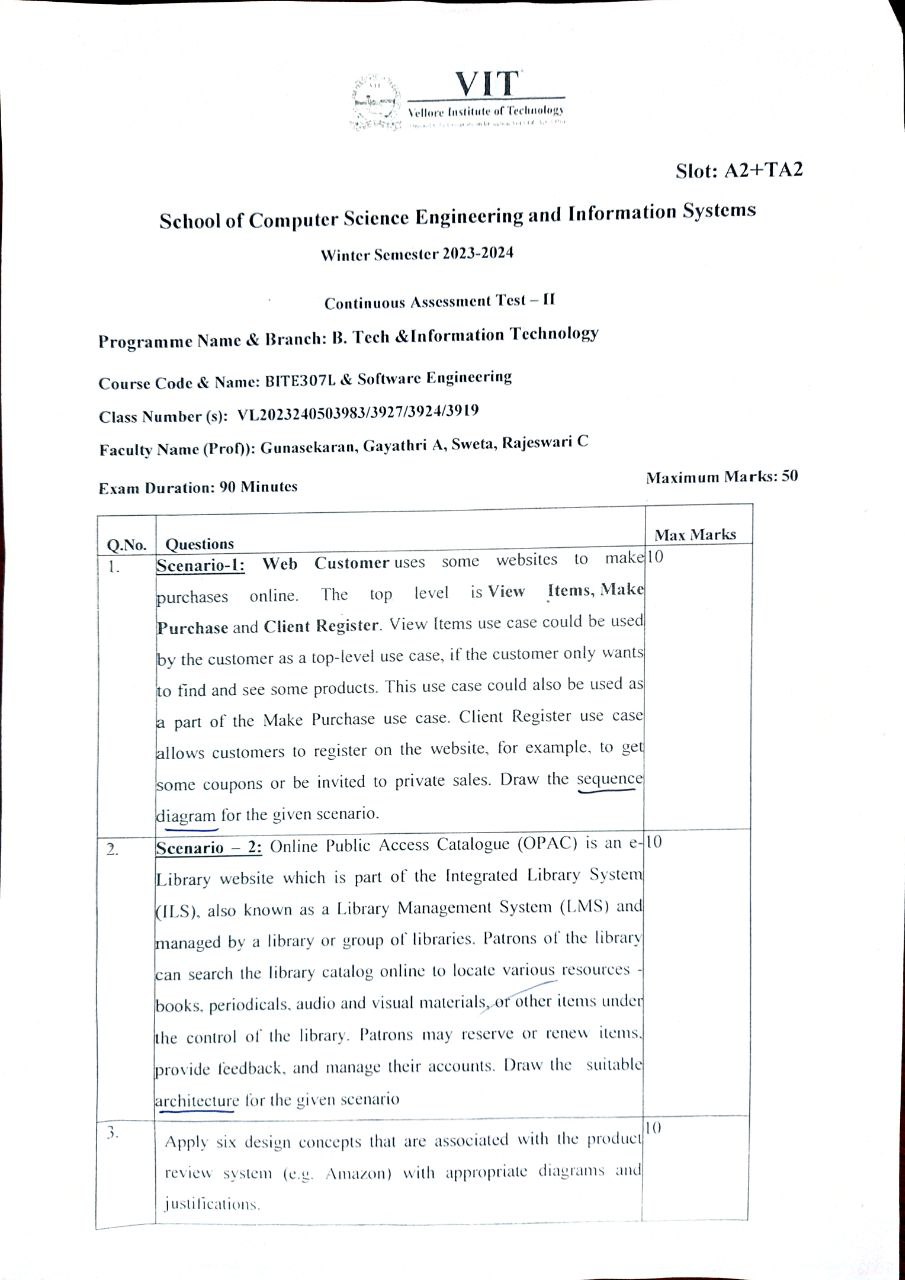 VIT
Vellore Institute of Technology
Slot: A2+TA2
School of Computer Science Engineering and Information Systems
Winter Semester 2023-2024
Continuous Assessment Test – II
Programme Name & Branch: B. Tech &Information Technology
Course Code & Name: BITE307L & Software Engineering
Class Number (s): VL2023240503983/3927/3924/3919
Faculty Name (Prof)): Gunasekaran, Gayathri A, Sweta, Rajeswari C
Exam Duration: 90 Minutes
Maximum Marks: 50
Q.No. Questions Max Marks
1. Scenario-1: Web Customer uses some websites to make 10
purchases online. The top level is View Items, Make
Purchase and Client Register. View Items use case could be used
by the customer as a top-level use case, if the customer only wants
to find and see some products. This use case could also be used as
a part of the Make Purchase use case. Client Register use case
allows customers to register on the website, for example, to get
some coupons or be invited to private sales. Draw the sequence
diagram for the given scenario.
2. Scenario – 2: Online Public Access Catalogue (OPAC) is an e- 10
Library website which is part of the Integrated Library System
(ILS), also known as a Library Management System (LMS) and
managed by a library or group of libraries. Patrons of the library
can search the library catalog online to locate various resources -
books, periodicals, audio and visual materials, or other items under
the control of the library. Patrons may reserve or renew items,
provide feedback, and manage their accounts. Draw the suitable
architecture for the given scenario
3. Apply six design concepts that are associated with the product 10
review system (e.g. Amazon) with appropriate diagrams and
justifications.